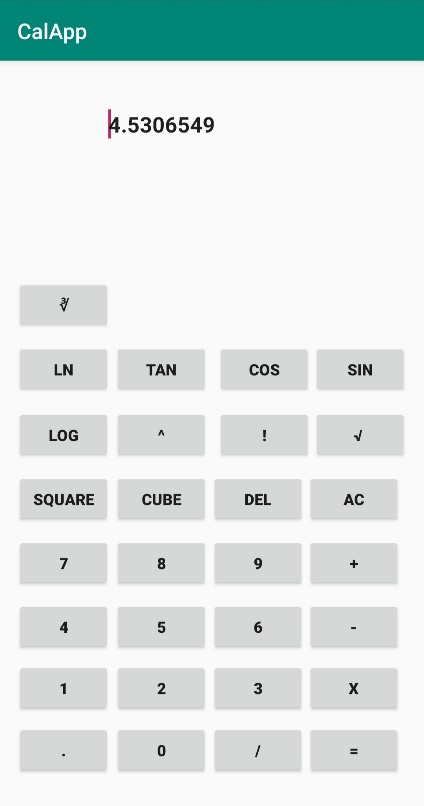 CalApp
4.5306549
∛
LN TAN COS SIN
LOG ^ ! √
SQUARE CUBE DEL AC
7 8 9 +
4 5 6 -
1 2 3 X
. 0 / =